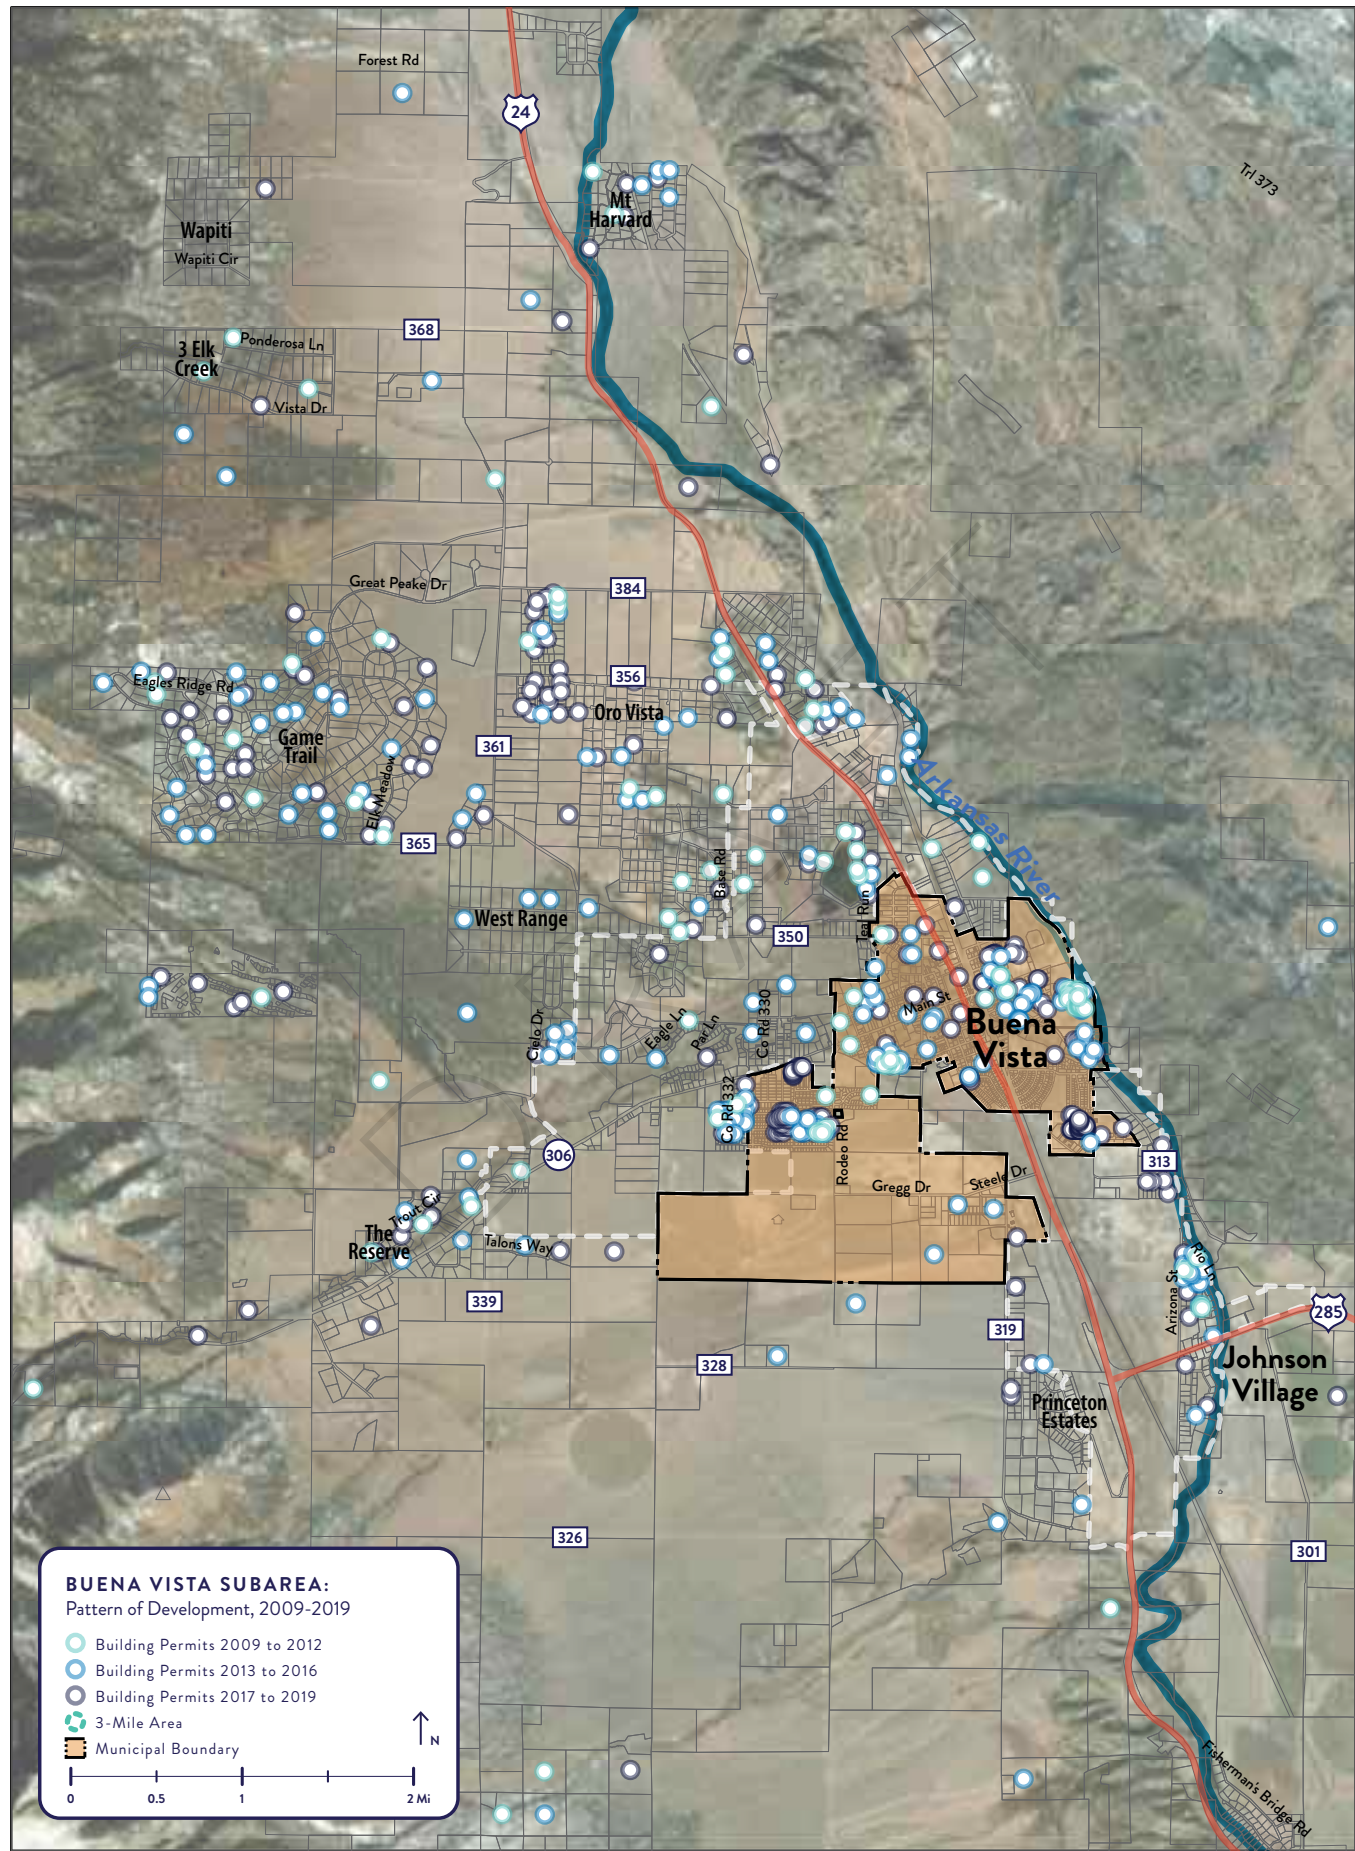 Forest Rd
24
Trl 373
Mt
Harvard
Wapiti
Wapiti Cir
368
Ponderosa Ln
3 Elk
Creek
Vista Dr
Great Peake Dr
384
356
Eagles Ridge Rd
Oro Vista
Game
Trail
361
Elk Meadow
Arkansas River
365
Base Rd
West Range
Teal Run
350
Cielo Dr
Eagle Ln
Par Ln
Co Rd 330
Main St
Buena
Vista
Co Rd 332
Rodeo Rd
306
313
Gregg Dr
Steele Dr
Trout Cir
The
Reserve
Talons Way
Rio Ln
Arizona St
339
285
319
328
Johnson
Village
Princeton
Estates
326
301
Fisherman's Bridge Rd
BUENA VISTA SUBAREA:
Pattern of Development, 2009-2019
Building Permits 2009 to 2012
Building Permits 2013 to 2016
Building Permits 2017 to 2019
3-Mile Area
Municipal Boundary
N
0 0.5 1 2 Mi